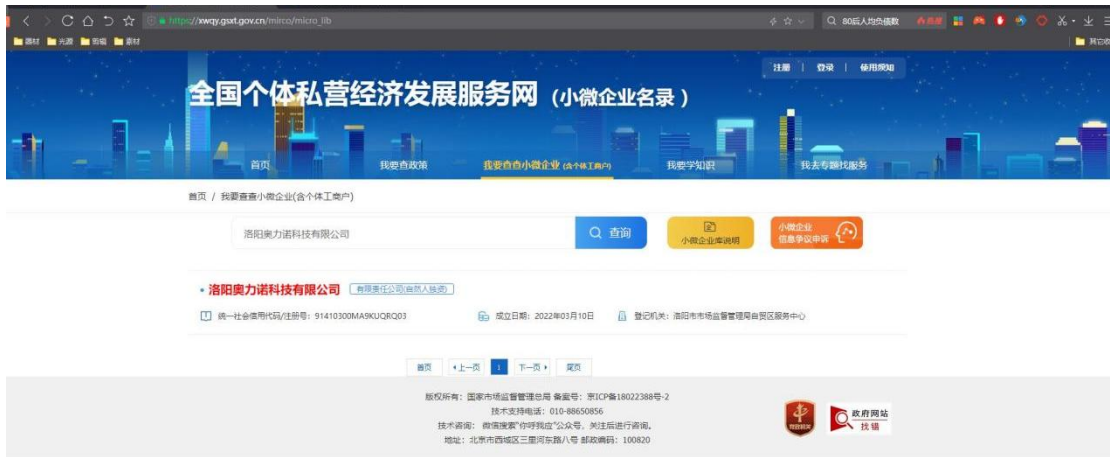 https://xwqy.gsxt.gov.cn/mirco/micro_lib
80后人均负债数
器材 光源 剪辑 素材
注册 | 登录 | 使用须知
全国个体私营经济发展服务网 (小微企业名录)
首页 我要查政策 我要查小微企业 (含个体工商户) 我要学知识 我去专题找服务
首页 / 我要查查小微企业(含个体工商户)
洛阳奥力诺科技有限公司 查询 小微企业库说明 小微企业
信息争议申诉
洛阳奥力诺科技有限公司 有限责任公司(自然人独资)
统一社会信用代码/注册号: 91410300MA9KUQRQ03 成立日期: 2022年03月10日 登记机关: 洛阳市市场监督管理局自贸区服务中心
首页 上一页 1 下一页 尾页
版权所有: 国家市场监督管理总局 备案号: 京ICP备18022388号-2
技术支持电话: 010-88650856
技术咨询: 微信搜索"你呼我应"公众号, 关注后进行咨询。
地址: 北京市西城区三里河东路八号 邮政编码: 100820
党政机关
政府网站
找错